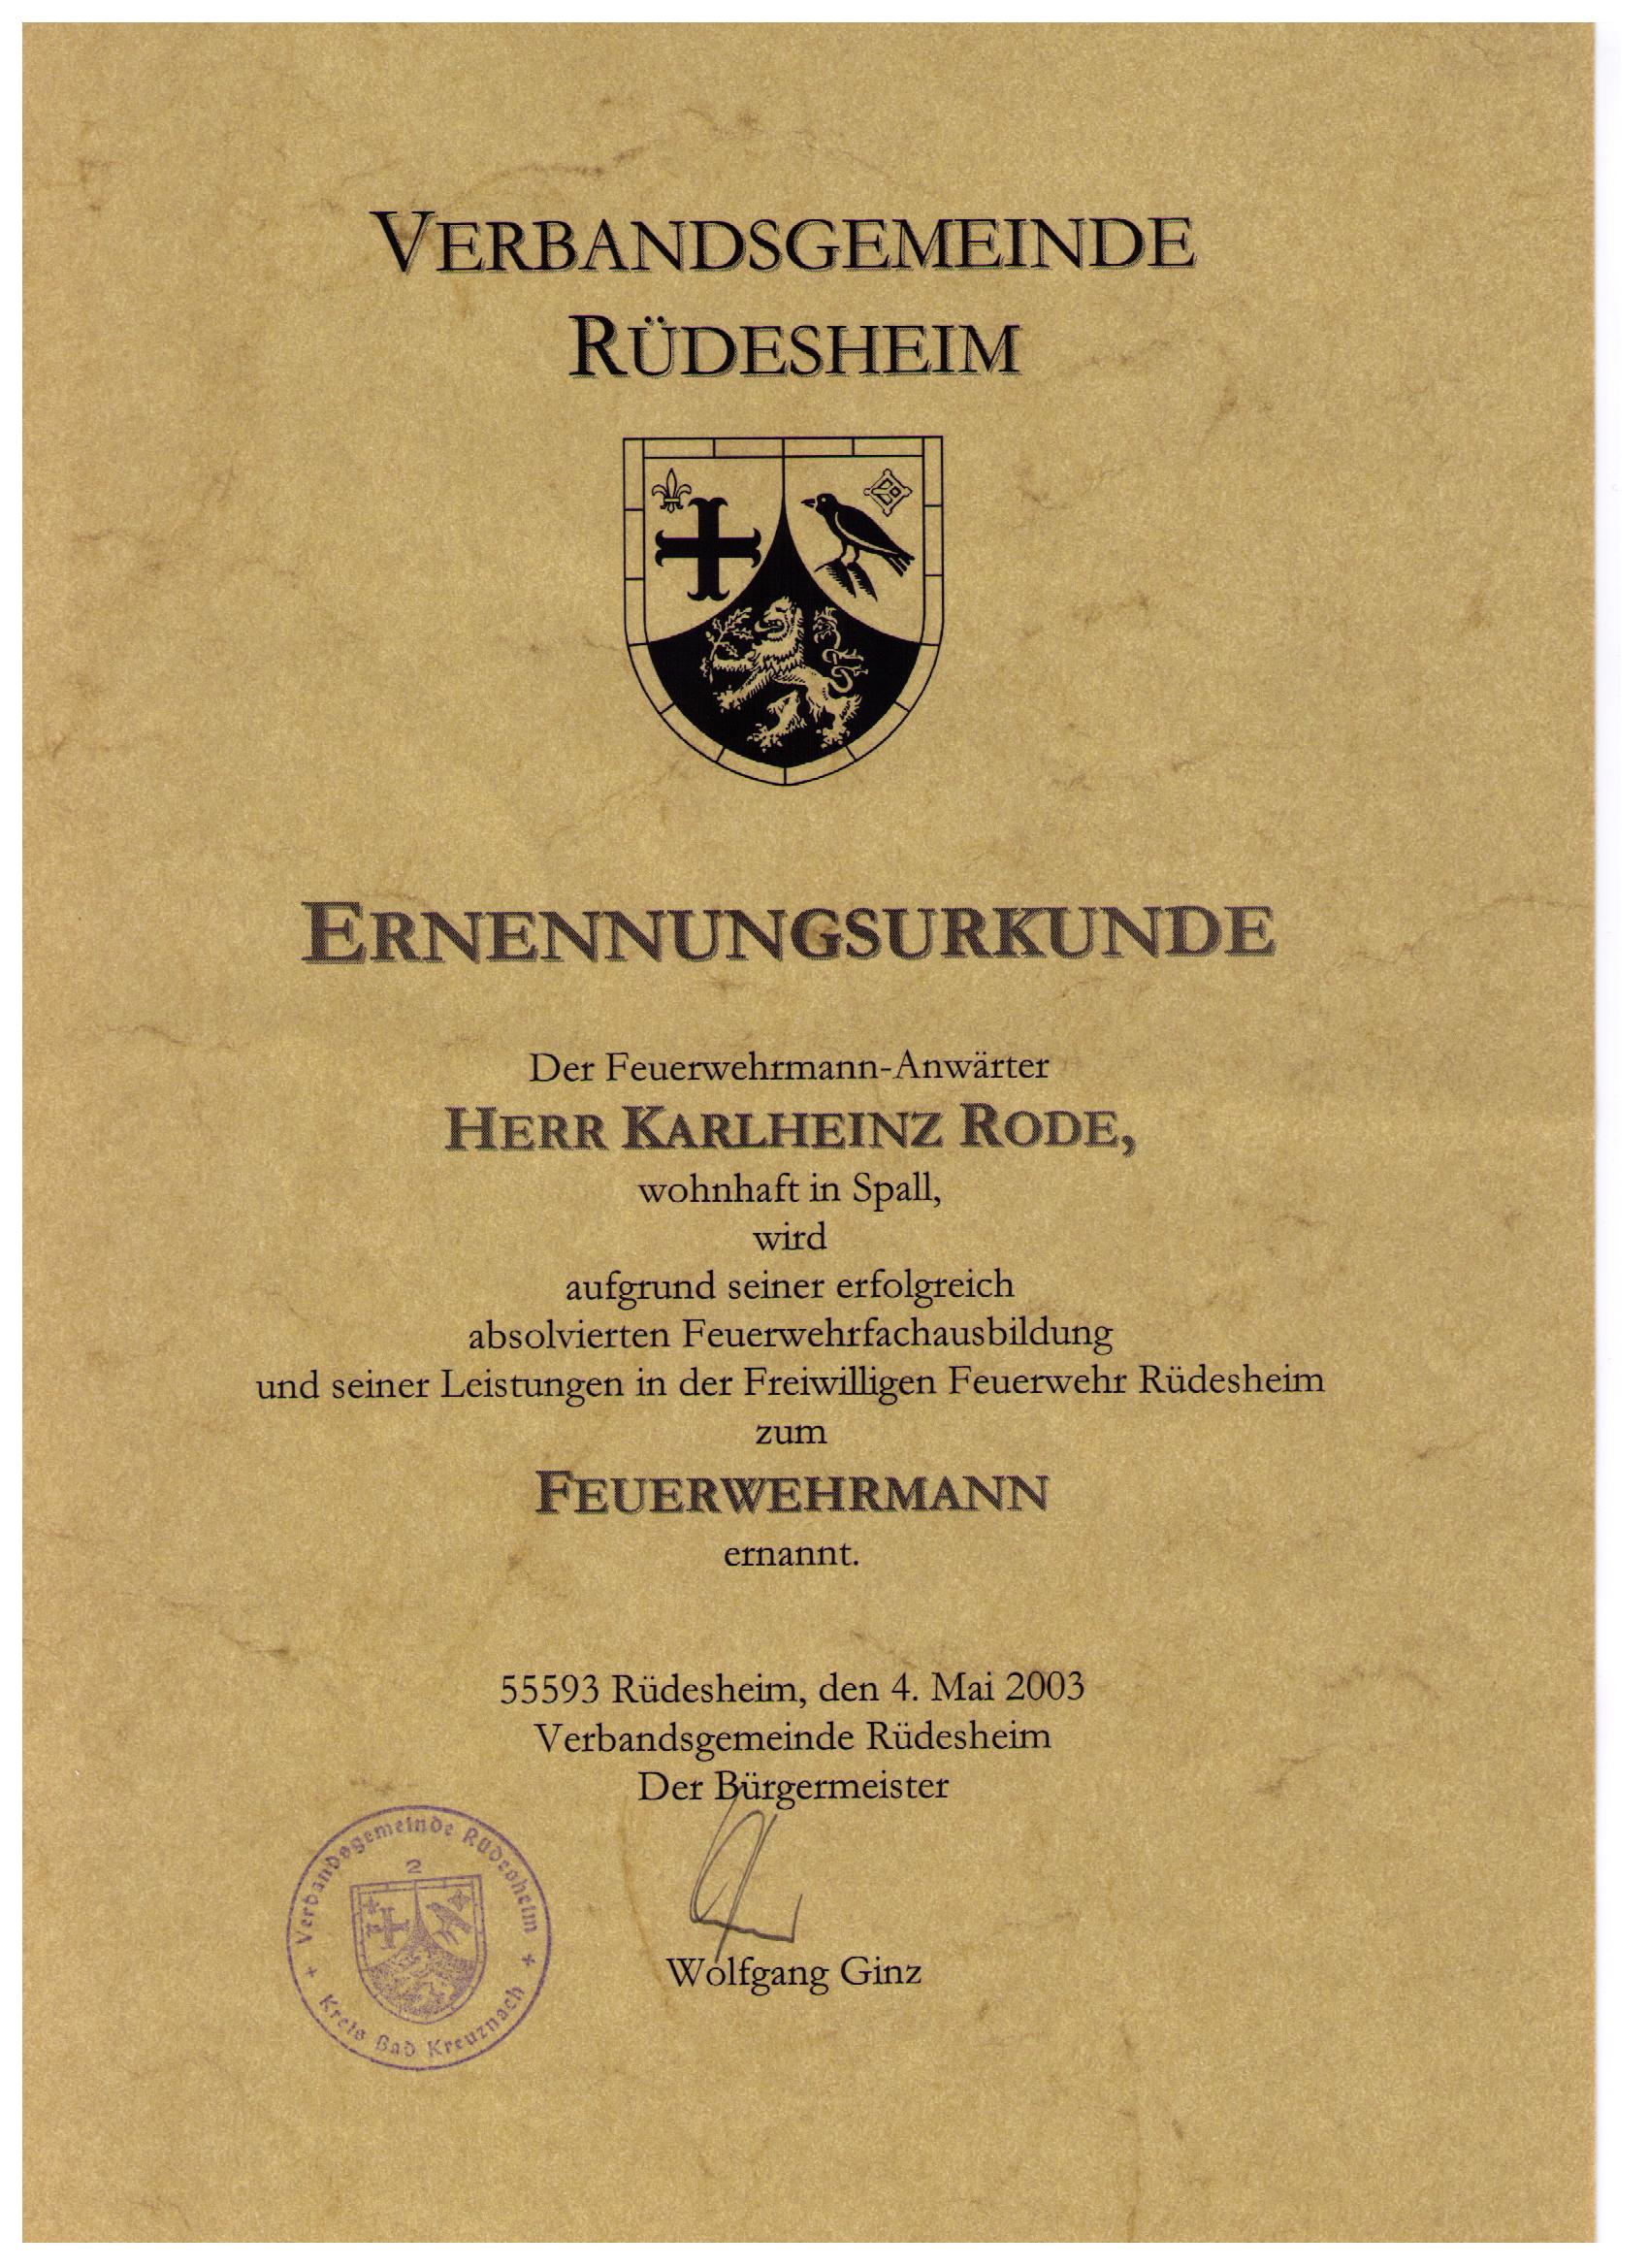 VERBANDSGEMEINDE
RÜDESHEIM
ERNENNUNGSURKUNDE
Der Feuerwehrmann-Anwärter
HERR KARLHEINZ RODE,
wohnhaft in Spall,
wird
aufgrund seiner erfolgreich
absolvierten Feuerwehrfachausbildung
und seiner Leistungen in der Freiwilligen Feuerwehr Rüdesheim
zum
FEUERWEHRMANN
ernannt.
55593 Rüdesheim, den 4. Mai 2003
Verbandsgemeinde Rüdesheim
Der Bürgermeister
Wolfgang Ginz
Verbandsgemeinde Rüdesheim
2
+ Kreis Bad Kreuznach +